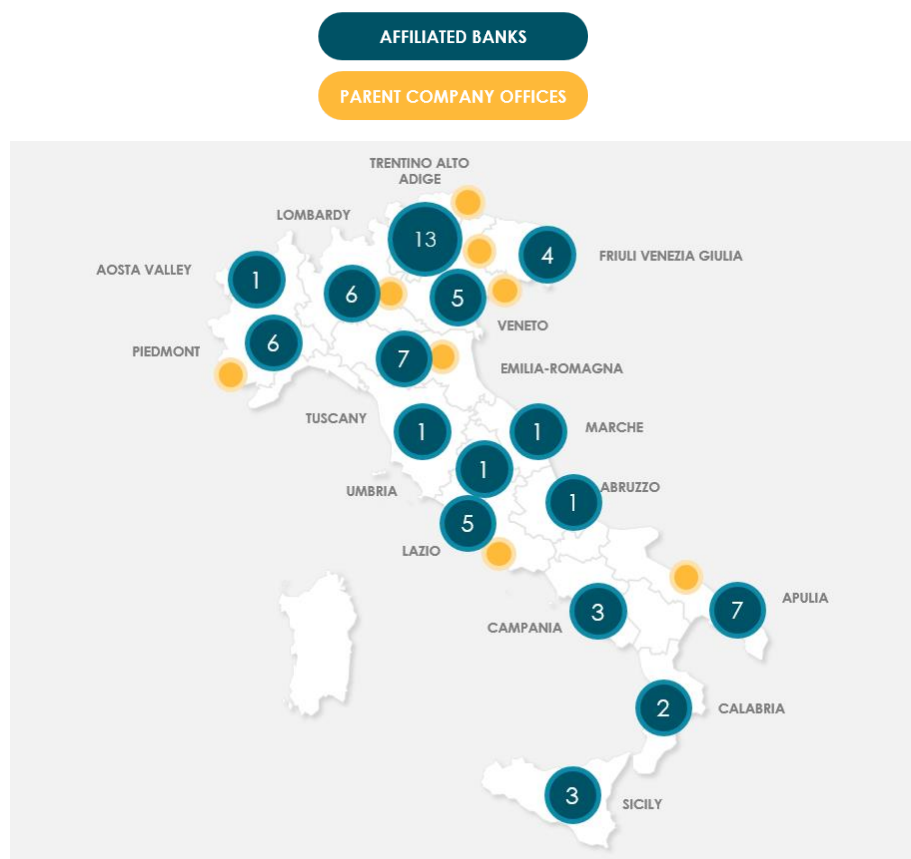 AFFILIATED BANKS
PARENT COMPANY OFFICES
TRENTINO ALTO
ADIGE
LOMBARDY
13
4
FRIULI VENEZIA GIULIA
AOSTA VALLEY
1
6
5
VENETO
PIEDMONT
6
7
EMILIA-ROMAGNA
TUSCANY
1
1
MARCHE
UMBRIA
1
ABRUZZO
1
5
LAZIO
APULIA
7
CAMPANIA
3
2
CALABRIA
3
SICILY